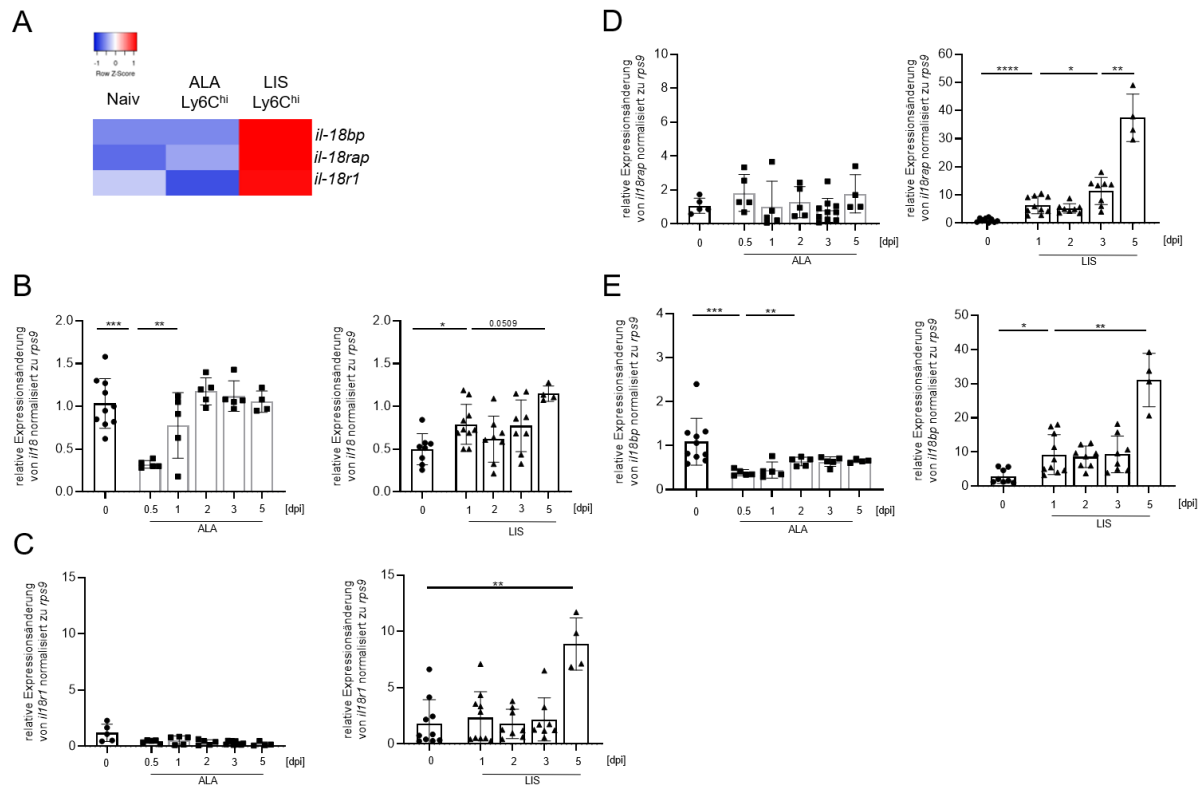 A
-1 0 1
Row Z-Score
Naiv
ALA
Ly6Chi
LIS
Ly6Chi
il-18bp
il-18rap
il-18r1
B
relative Expressionsänderung
von il18 normalisiert zu rps9
2.0
1.5
1.0
0.5
0.0
*** **
0 0.5 1 2 3 5 [dpi]
ALA
relative Expressionsänderung
von il18 normalisiert zu rps9
2.0
1.5
1.0
0.5
0.0
* 0.0509
0 1 2 3 5 [dpi]
LIS
C
relative Expressionsänderung
von il18r1 normalisiert zu rps9
15
10
5
0
0 0.5 1 2 3 5 [dpi]
ALA
relative Expressionsänderung
von il18r1 normalisiert zu rps9
15
10
5
0
**
0 1 2 3 5 [dpi]
LIS
D
relative Expressionsänderung
von il18rap normalisiert zu rps9
10
8
6
4
2
0
0 0.5 1 2 3 5 [dpi]
ALA
relative Expressionsänderung
von il18rap normalisiert zu rps9
60
50
40
30
20
10
0
**** * **
0 1 2 3 5 [dpi]
LIS
E
relative Expressionsänderung
von il18bp normalisiert zu rps9
4
3
2
1
0
*** **
0 0.5 1 2 3 5 [dpi]
ALA
relative Expressionsänderung
von il18bp normalisiert zu rps9
50
40
30
20
10
0
* **
0 1 2 3 5 [dpi]
LIS